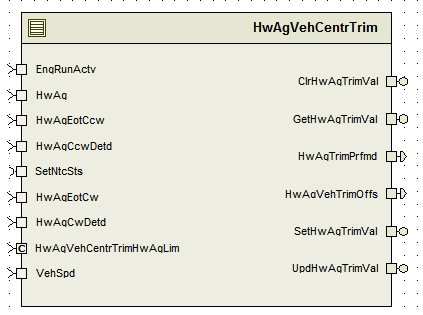 HwAgVehCentrTrim
EngRunActv
HwAg
HwAgEotCcw
HwAgCcwDetd
SetNtcSts
HwAgEotCw
HwAgCwDetd
C HwAgVehCentrTrimHwAgLim
VehSpd
ClrHwAgTrimVal
GetHwAgTrimVal
HwAgTrimPrfmd
HwAgVehTrimOffs
SetHwAgTrimVal
UpdHwAgTrimVal